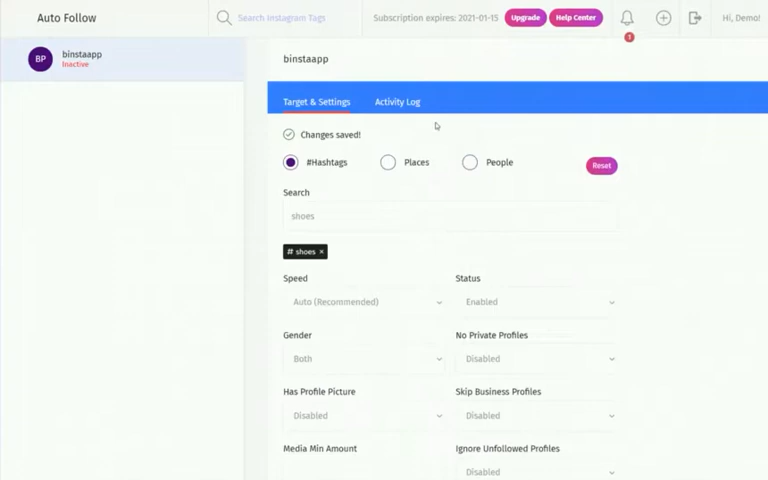 Auto Follow
Search Instagram Tags
Subscription expires: 2021-01-15
Upgrade
Help Center
1
Hi, Demo!
BP
binstaapp
Inactive
binstaapp
Target & Settings
Activity Log
Changes saved!
#Hashtags
Places
People
Reset
Search
shoes
# shoes ×
Speed
Status
Auto (Recommended)
Enabled
Gender
No Private Profiles
Both
Disabled
Has Profile Picture
Skip Business Profiles
Disabled
Disabled
Media Min Amount
Ignore Unfollowed Profiles
Disabled